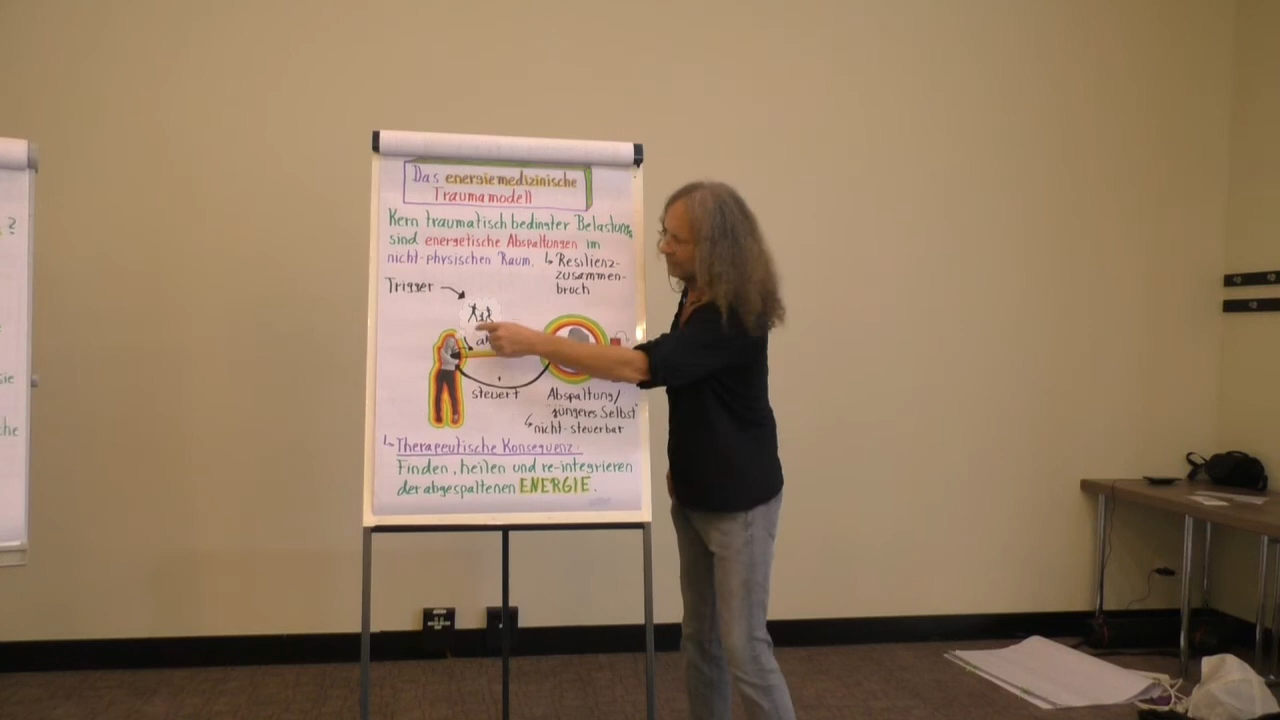 Das energiemedizinische
Traumamodell
Kern traumatisch bedingter Belastung
sind energetische Abspaltungen im
nicht-physischen Raum.
↳ Resilienz-
zusammen-
bruch
Trigger
steuert
Abspaltung/
jüngeres Selbst
↳ nicht-steuerbar
↳ Therapeutische Konsequenz:
Finden, heilen und re-integrieren
der abgespaltenen ENERGIE.
?